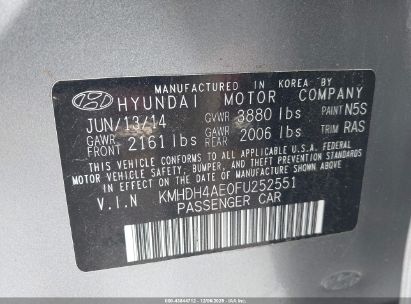 MANUFACTURED IN KOREA BY
HYUNDAI MOTOR COMPANY
JUN/13/14 GVWR 3880 lbs PAINT N5S
GAWR FRONT 2161 lbs GAWR REAR 2006 lbs TRIM RAS
THIS VEHICLE CONFORMS TO ALL APPLICABLE U.S.A. FEDERAL
MOTOR VEHICLE SAFETY, BUMPER, AND THEFT PREVENTION
STANDARDS IN EFFECT ON THE DATE OF MANUFACTURE SHOWN ABOVE.
V.I.N KMHDH4AE0FU252551
PASSENGER CAR